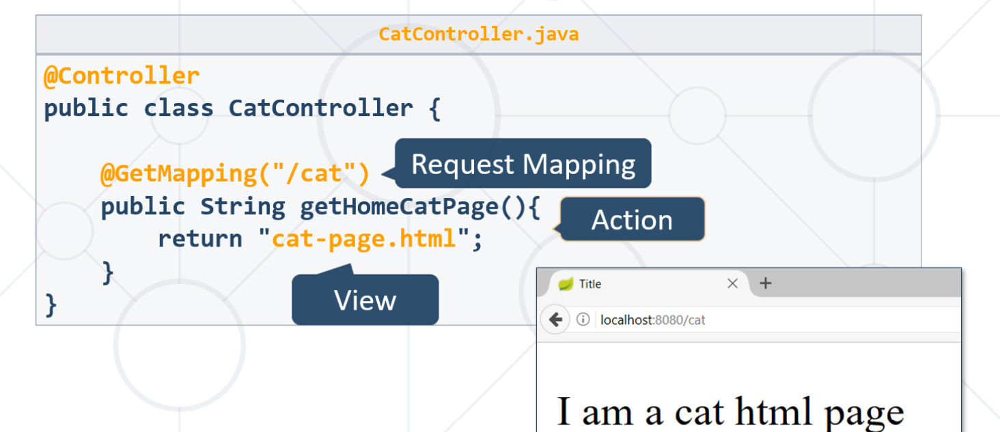 CatController.java
@Controller
public class CatController {
@GetMapping("/cat")
Request Mapping
public String getHomeCatPage(){
Action
return "cat-page.html";
}
View
}
Title
localhost:8080/cat
I am a cat html page